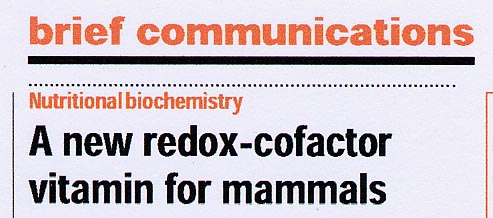 brief communications
Nutritional biochemistry
A new redox-cofactor
vitamin for mammals